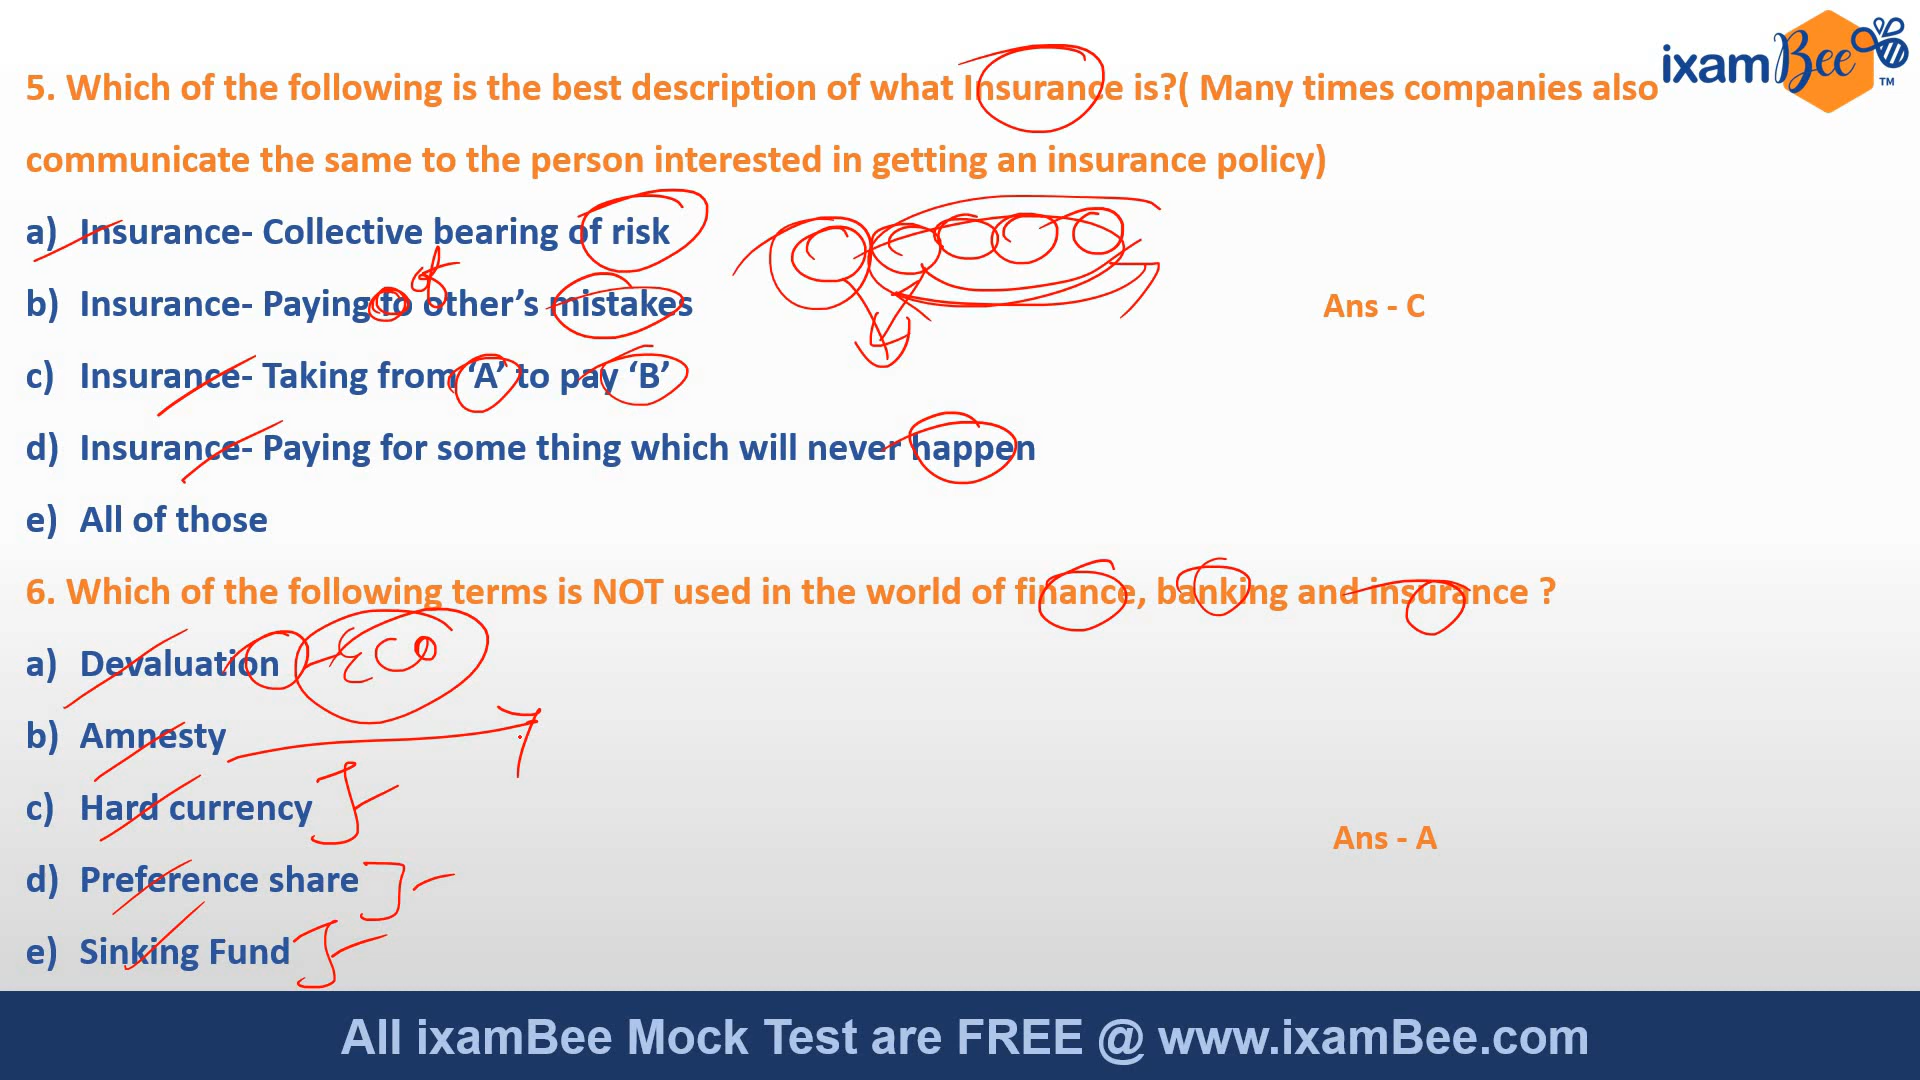 ixamBee™
5. Which of the following is the best description of what Insurance is?( Many times companies also
communicate the same to the person interested in getting an insurance policy)
a) Insurance- Collective bearing of risk
b) Insurance- Paying to other’s mistakes
Ans - C
c) Insurance- Taking from ‘A’ to pay ‘B’
d) Insurance- Paying for some thing which will never happen
e) All of those
6. Which of the following terms is NOT used in the world of finance, banking and insurance ?
a) Devaluation ECO
b) Amnesty
c) Hard currency
Ans - A
d) Preference share
e) Sinking Fund
All ixamBee Mock Test are FREE @ www.ixamBee.com